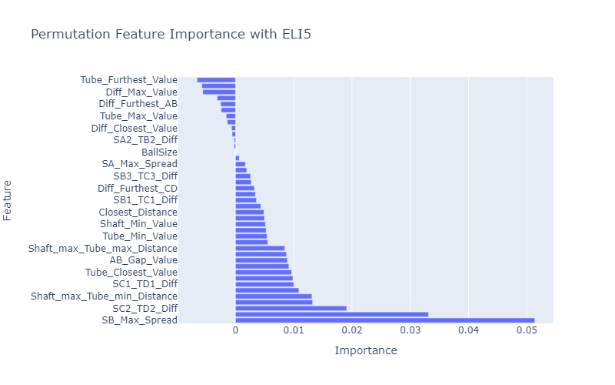 Permutation Feature Importance with ELI5
Tube_Furthest_Value
Diff_Max_Value
Diff_Furthest_AB
Tube_Max_Value
Diff_Closest_Value
SA2_TB2_Diff
BallSize
SA_Max_Spread
SB3_TC3_Diff
Diff_Furthest_CD
SB1_TC1_Diff
Closest_Distance
Shaft_Min_Value
Tube_Min_Value
Shaft_max_Tube_max_Distance
AB_Gap_Value
Tube_Closest_Value
SC1_TD1_Diff
Shaft_max_Tube_min_Distance
SC2_TD2_Diff
SB_Max_Spread
Feature
0 0.01 0.02 0.03 0.04 0.05
Importance